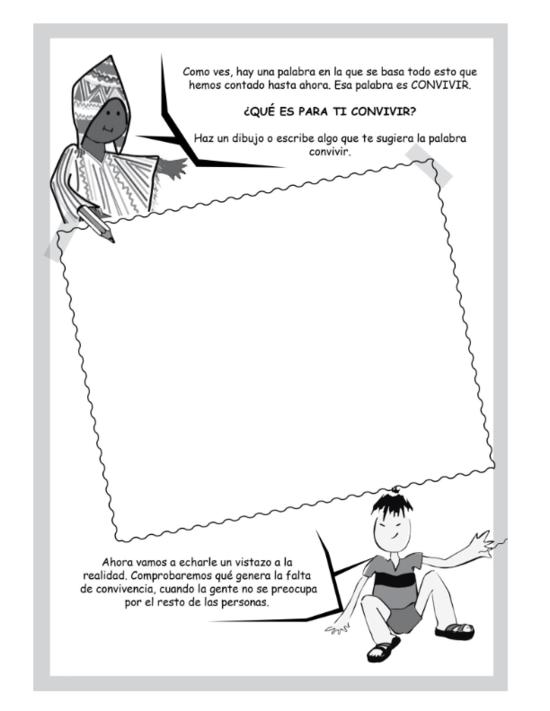 Como ves, hay una palabra en la que se basa todo esto que
hemos contado hasta ahora. Esa palabra es CONVIVIR.
¿QUÉ ES PARA TI CONVIVIR?
Haz un dibujo o escribe algo que te sugiera la palabra
convivir.
Ahora vamos a echarle un vistazo a la
realidad. Comprobaremos qué genera la falta
de convivencia, cuando la gente no se preocupa
por el resto de las personas.